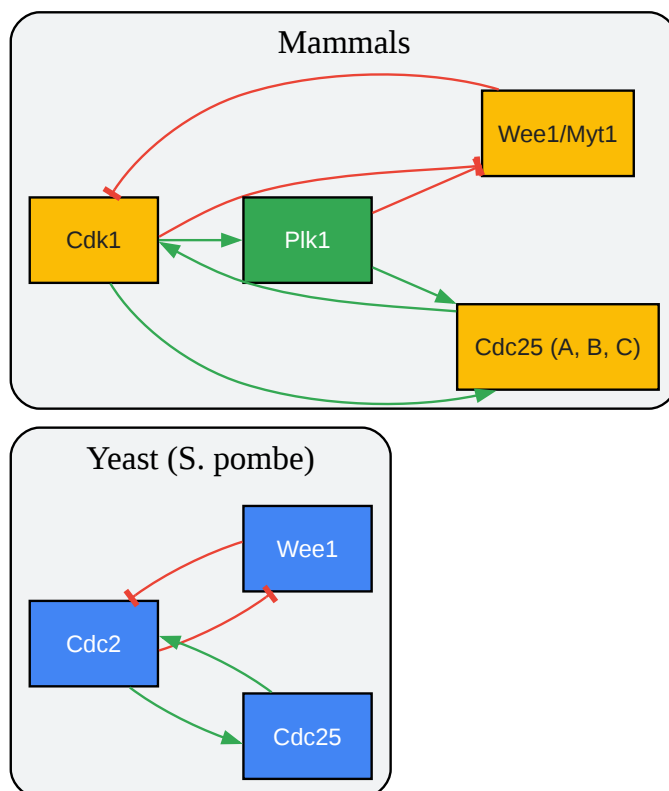 Mammals
Wee1/Myt1
Cdk1
Plk1
Cdc25 (A, B, C)
Yeast (S. pombe)
Wee1
Cdc2
Cdc25